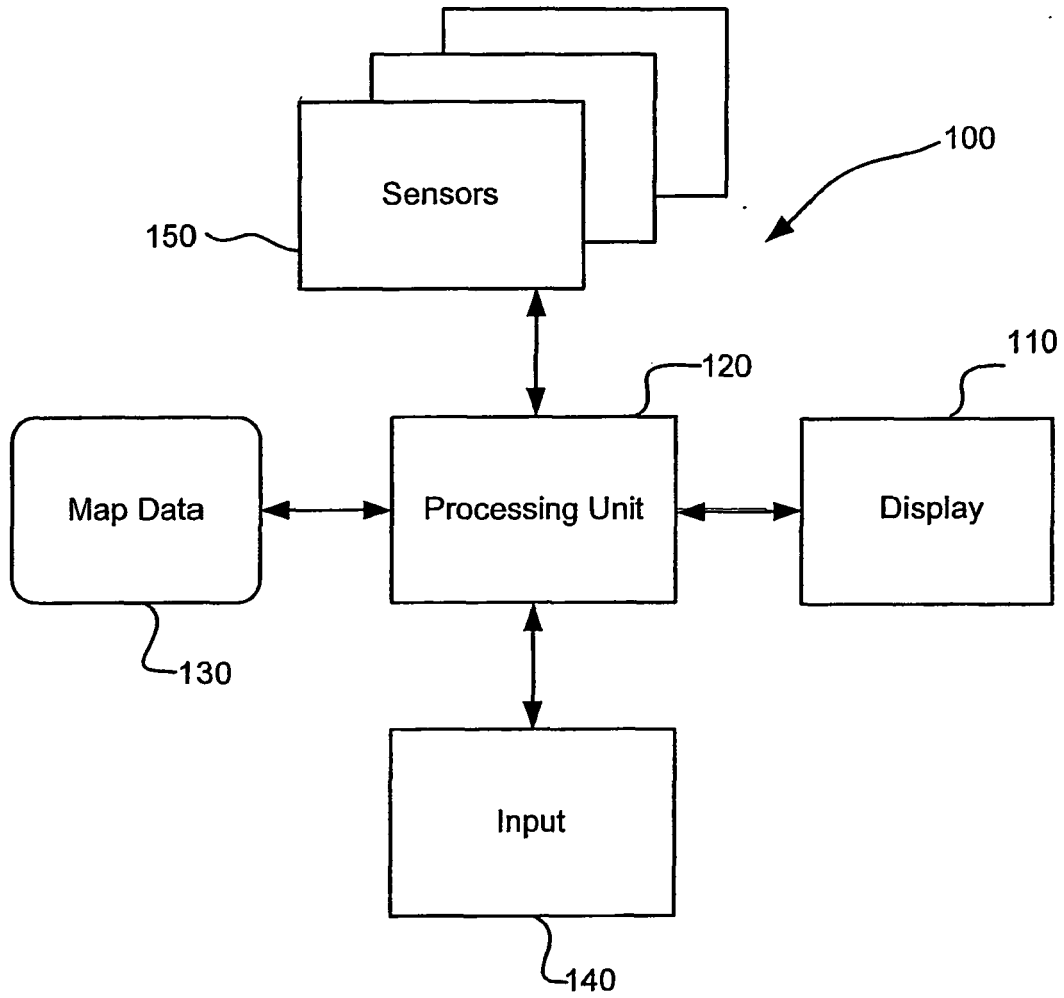 100
Sensors
150
110
120
Map Data
Processing Unit
Display
130
Input
140